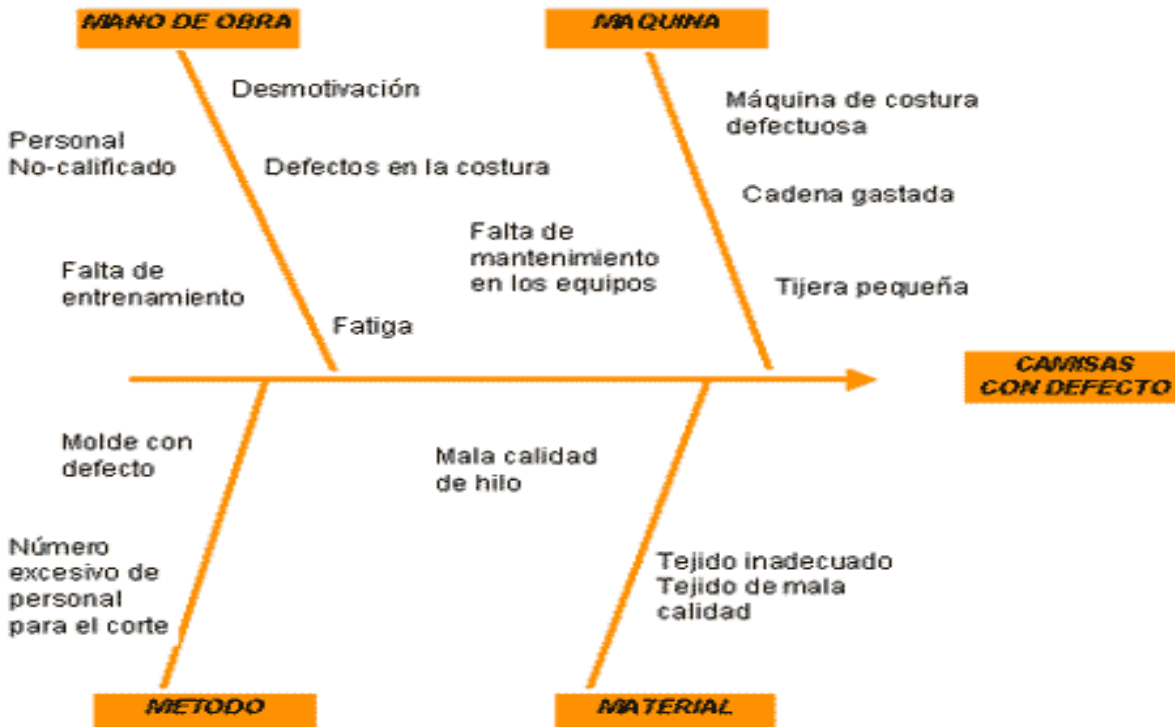 MANO DE OBRA
MAQUINA
Desmotivación
Personal
No-calificado
Defectos en la costura
Falta de
entrenamiento
Fatiga
Máquina de costura
defectuosa
Cadena gastada
Falta de
mantenimiento
en los equipos
Tijera pequeña
CAMISAS
CON DEFECTO
Molde con
defecto
Número
excesivo de
personal
para el corte
Mala calidad
de hilo
Tejido inadecuado
Tejido de mala
calidad
METODO
MATERIAL